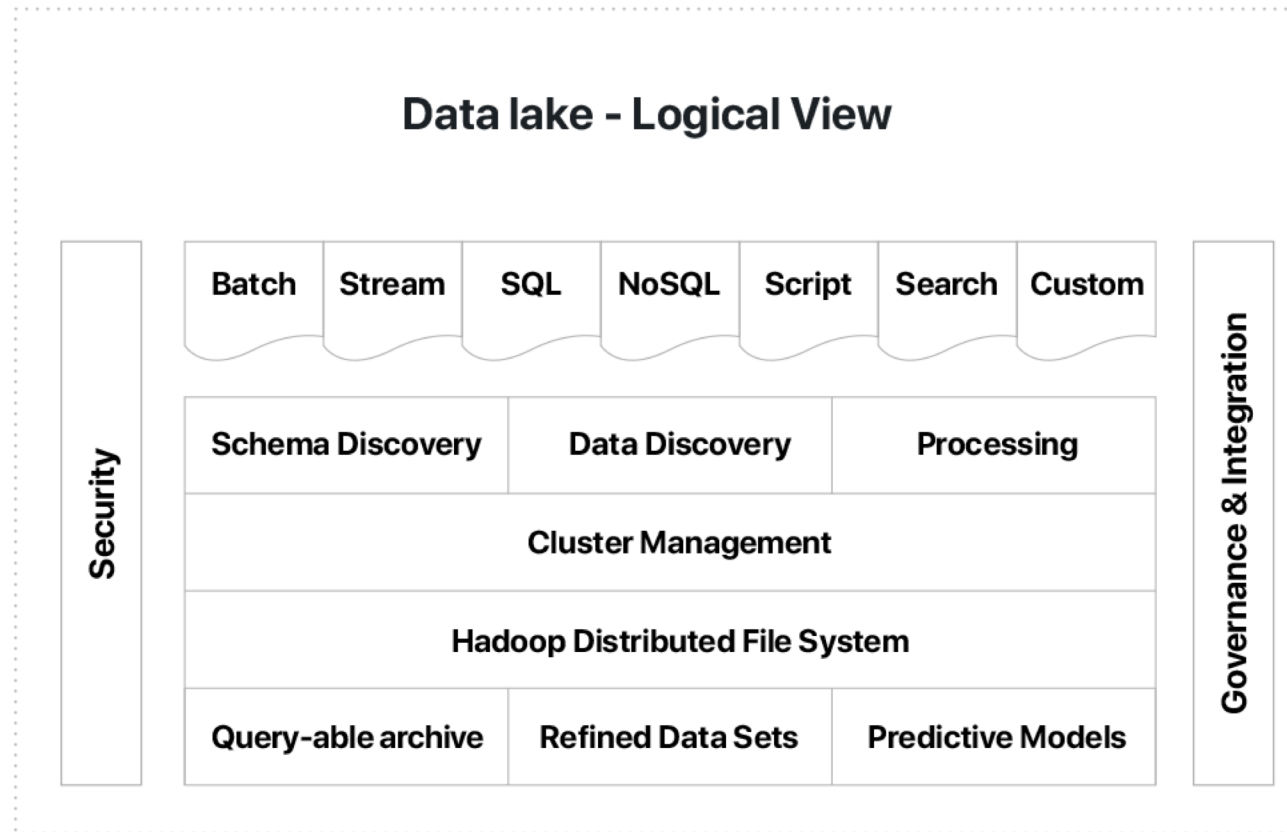 Data lake - Logical View
Batch
Stream
SQL
NoSQL
Script
Search
Custom
Security
Schema Discovery
Data Discovery
Processing
Cluster Management
Hadoop Distributed File System
Query-able archive
Refined Data Sets
Predictive Models
Governance & Integration